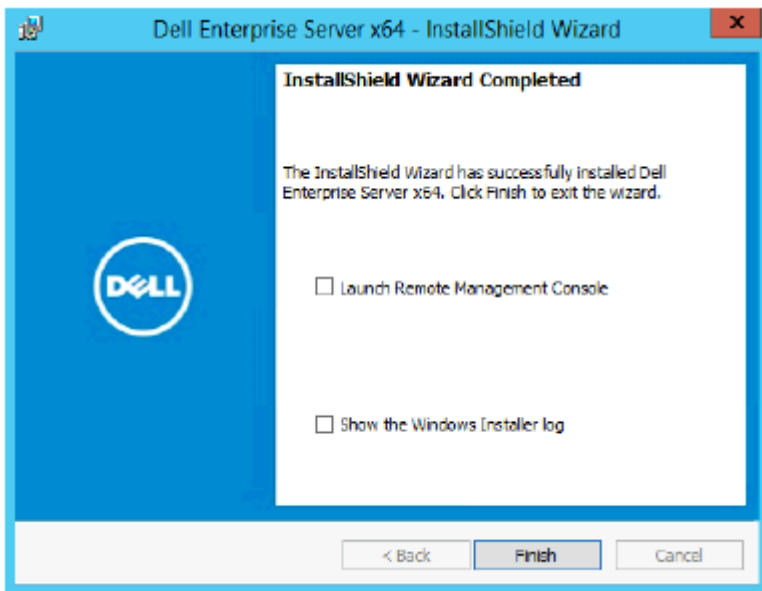 Dell Enterprise Server x64 - InstallShield Wizard
x
InstallShield Wizard Completed
The InstallShield Wizard has successfully installed Dell
Enterprise Server x64. Click Finish to exit the wizard.
DELL
Launch Remote Management Console
Show the Windows Installer log
< Back
Finish
Cancel